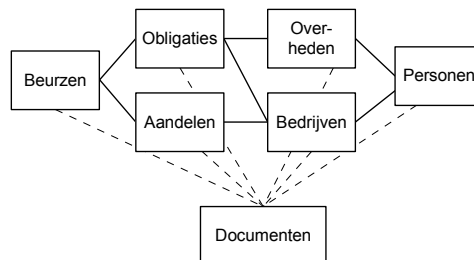 Obligaties
Over-
heden
Beurzen
Personen
Aandelen
Bedrijven
Documenten